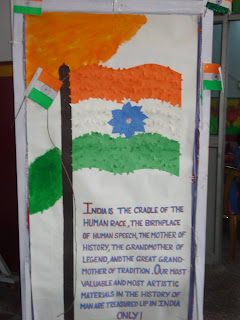 INDIA IS THE CRADLE OF THE
HUMAN RACE, THE BIRTHPLACE
OF HUMAN SPEECH, THE MOTHER OF
HISTORY, THE GRANDMOTHER OF
LEGEND, AND THE GREAT GRAND-
MOTHER OF TRADITION. OUR MOST
VALUABLE AND MOST ARTISTIC
MATERIALS IN THE HISTORY OF
MAN ARE TREASURED UP IN INDIA
ONLY!